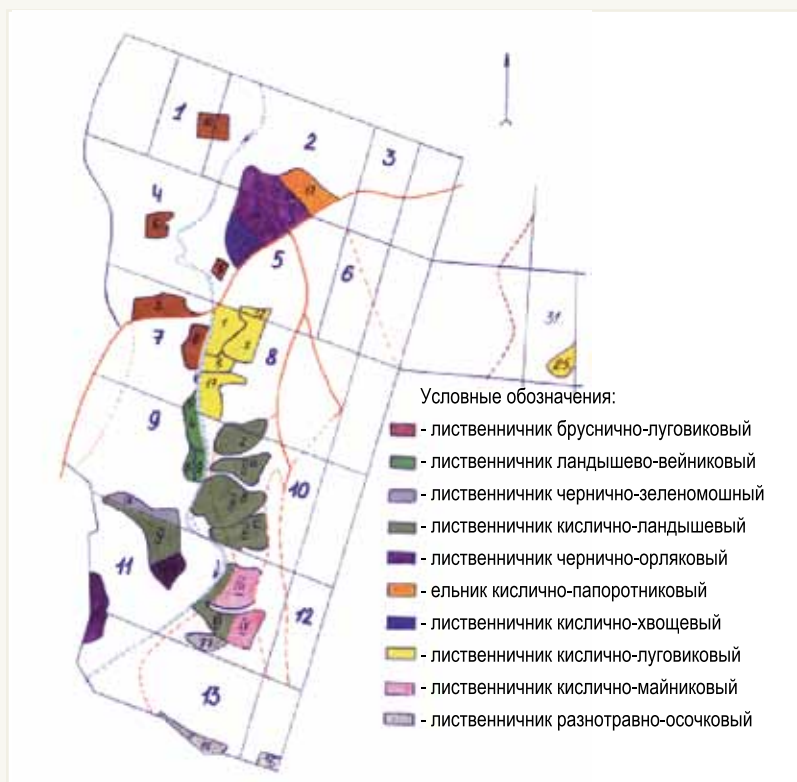 1
2
3
4
5
6
7
8
9
10
11
12
13
31.
25
17
Условные обозначения:
- лиственничник бруснично-луговиковый
- лиственничник ландышево-вейниковый
- лиственничник чернично-зеленомошный
- лиственничник кислично-ландышевый
- лиственничник чернично-орляковый
- ельник кислично-папоротниковый
- лиственничник кислично-хвощевый
- лиственничник кислично-луговиковый
- лиственничник кислично-майниковый
- лиственничник разнотравно-осочковый